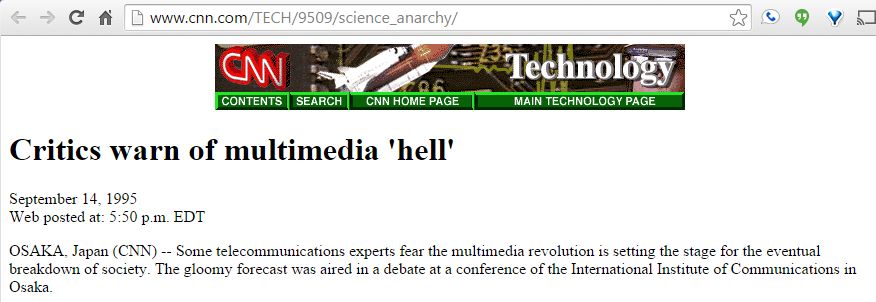 www.cnn.com/TECH/9509/science_anarchy/
CNN Technology
CONTENTS SEARCH CNN HOME PAGE MAIN TECHNOLOGY PAGE
Critics warn of multimedia 'hell'
September 14, 1995
Web posted at: 5:50 p.m. EDT
OSAKA, Japan (CNN) -- Some telecommunications experts fear the multimedia revolution is setting the stage for the eventual
breakdown of society. The gloomy forecast was aired in a debate at a conference of the International Institute of Communications in
Osaka.